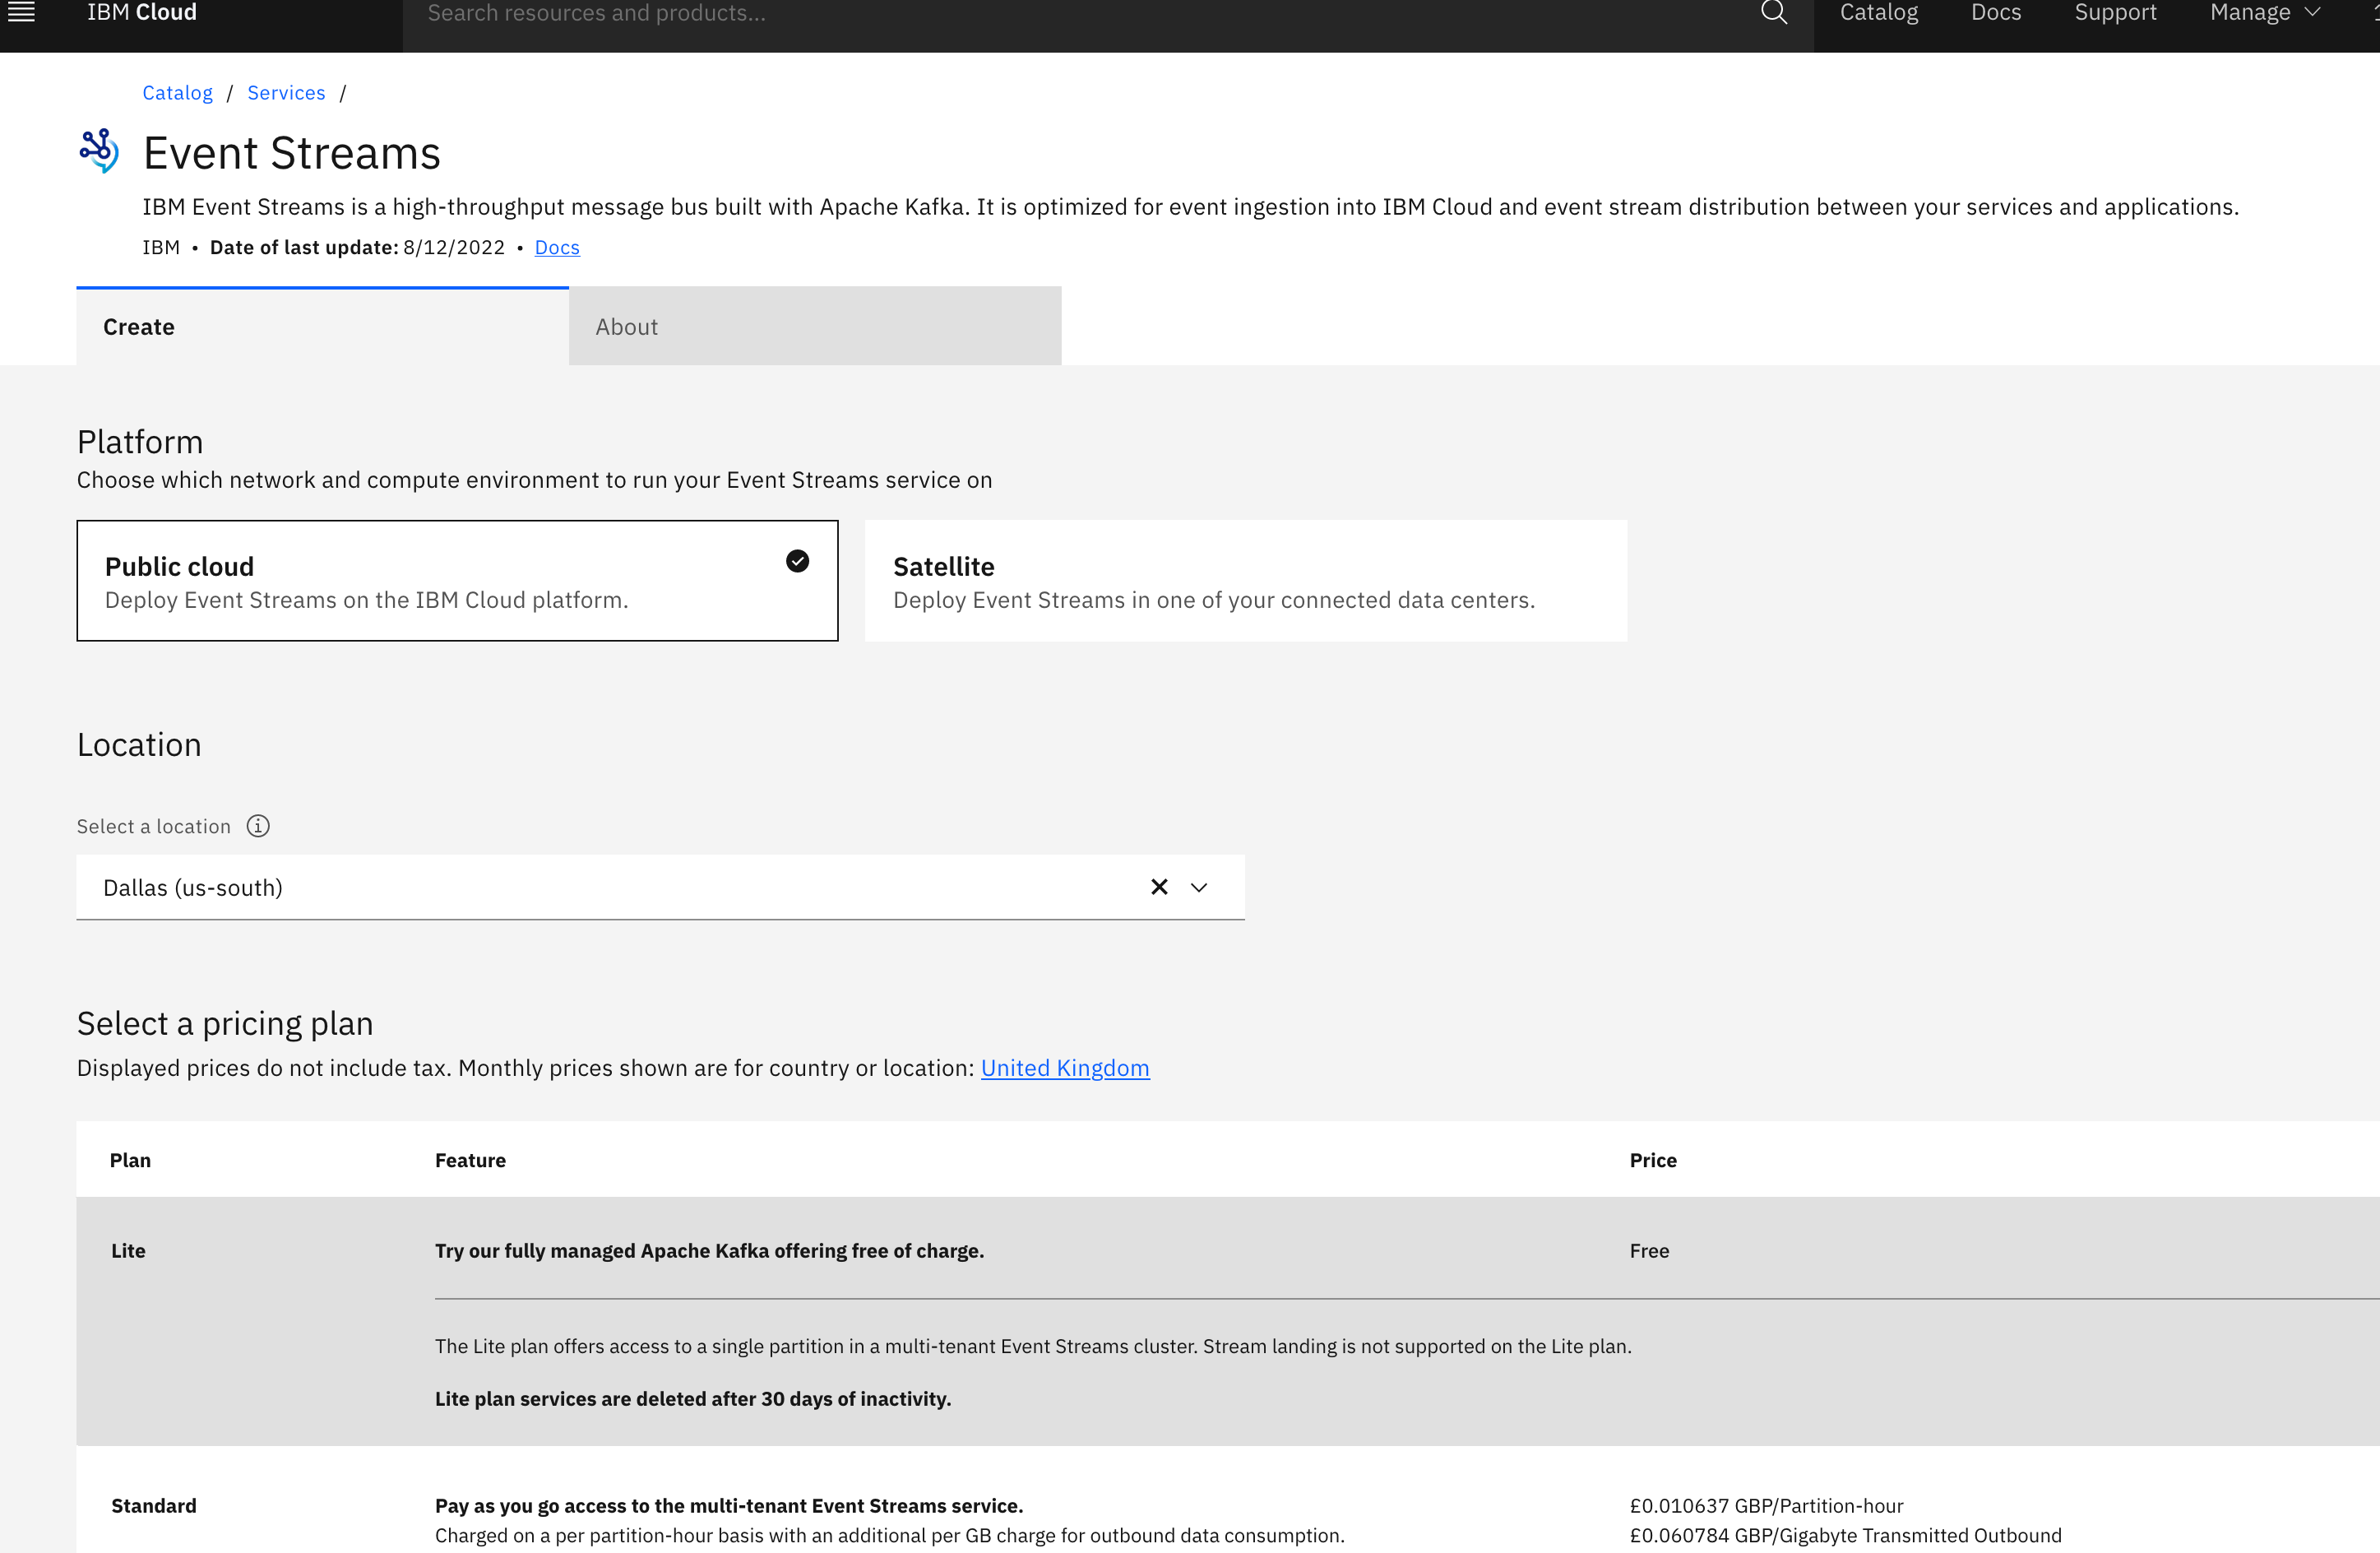 IBM Cloud
Search resources and products...
Catalog
Docs
Support
Manage
Catalog / Services /
Event Streams
IBM Event Streams is a high-throughput message bus built with Apache Kafka. It is optimized for event ingestion into IBM Cloud and event stream distribution between your services and applications.
IBM • Date of last update: 8/12/2022 • Docs
Create
About
Platform
Choose which network and compute environment to run your Event Streams service on
Public cloud
Deploy Event Streams on the IBM Cloud platform.
Satellite
Deploy Event Streams in one of your connected data centers.
Location
Select a location
Dallas (us-south)
Select a pricing plan
Displayed prices do not include tax. Monthly prices shown are for country or location: United Kingdom
Plan
Feature
Price
Lite
Try our fully managed Apache Kafka offering free of charge.
Free
The Lite plan offers access to a single partition in a multi-tenant Event Streams cluster. Stream landing is not supported on the Lite plan.
Lite plan services are deleted after 30 days of inactivity.
Standard
Pay as you go access to the multi-tenant Event Streams service.
£0.010637 GBP/Partition-hour
Charged on a per partition-hour basis with an additional per GB charge for outbound data consumption.
£0.060784 GBP/Gigabyte Transmitted Outbound